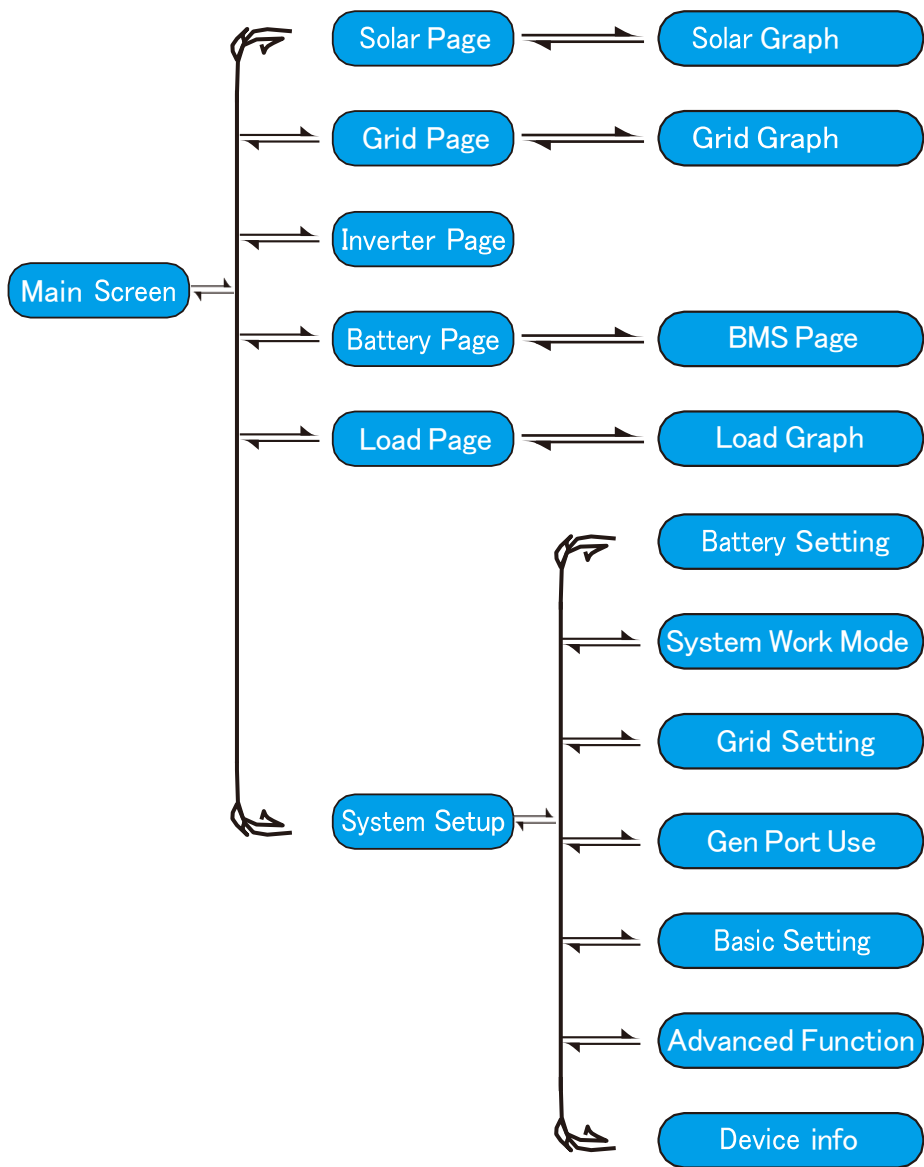 Solar Page
Solar Graph
Grid Page
Grid Graph
Inverter Page
Main Screen
Battery Page
BMS Page
Load Page
Load Graph
Battery Setting
System Work Mode
Grid Setting
System Setup
Gen Port Use
Basic Setting
Advanced Function
Device info